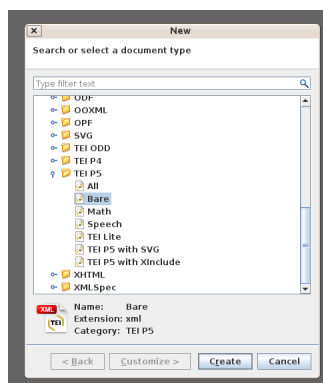 New
Search or select a document type
Type filter text
ODF
OOXML
OPF
SVG
TEI ODD
TEI P4
TEI P5
All
Bare
Math
Speech
TEI Lite
TEI P5 with SVG
TEI P5 with XInclude
XHTML
XMLSpec
XML TEI
Name: Bare
Extension: xml
Category: TEI P5
< Back Customize > Create Cancel